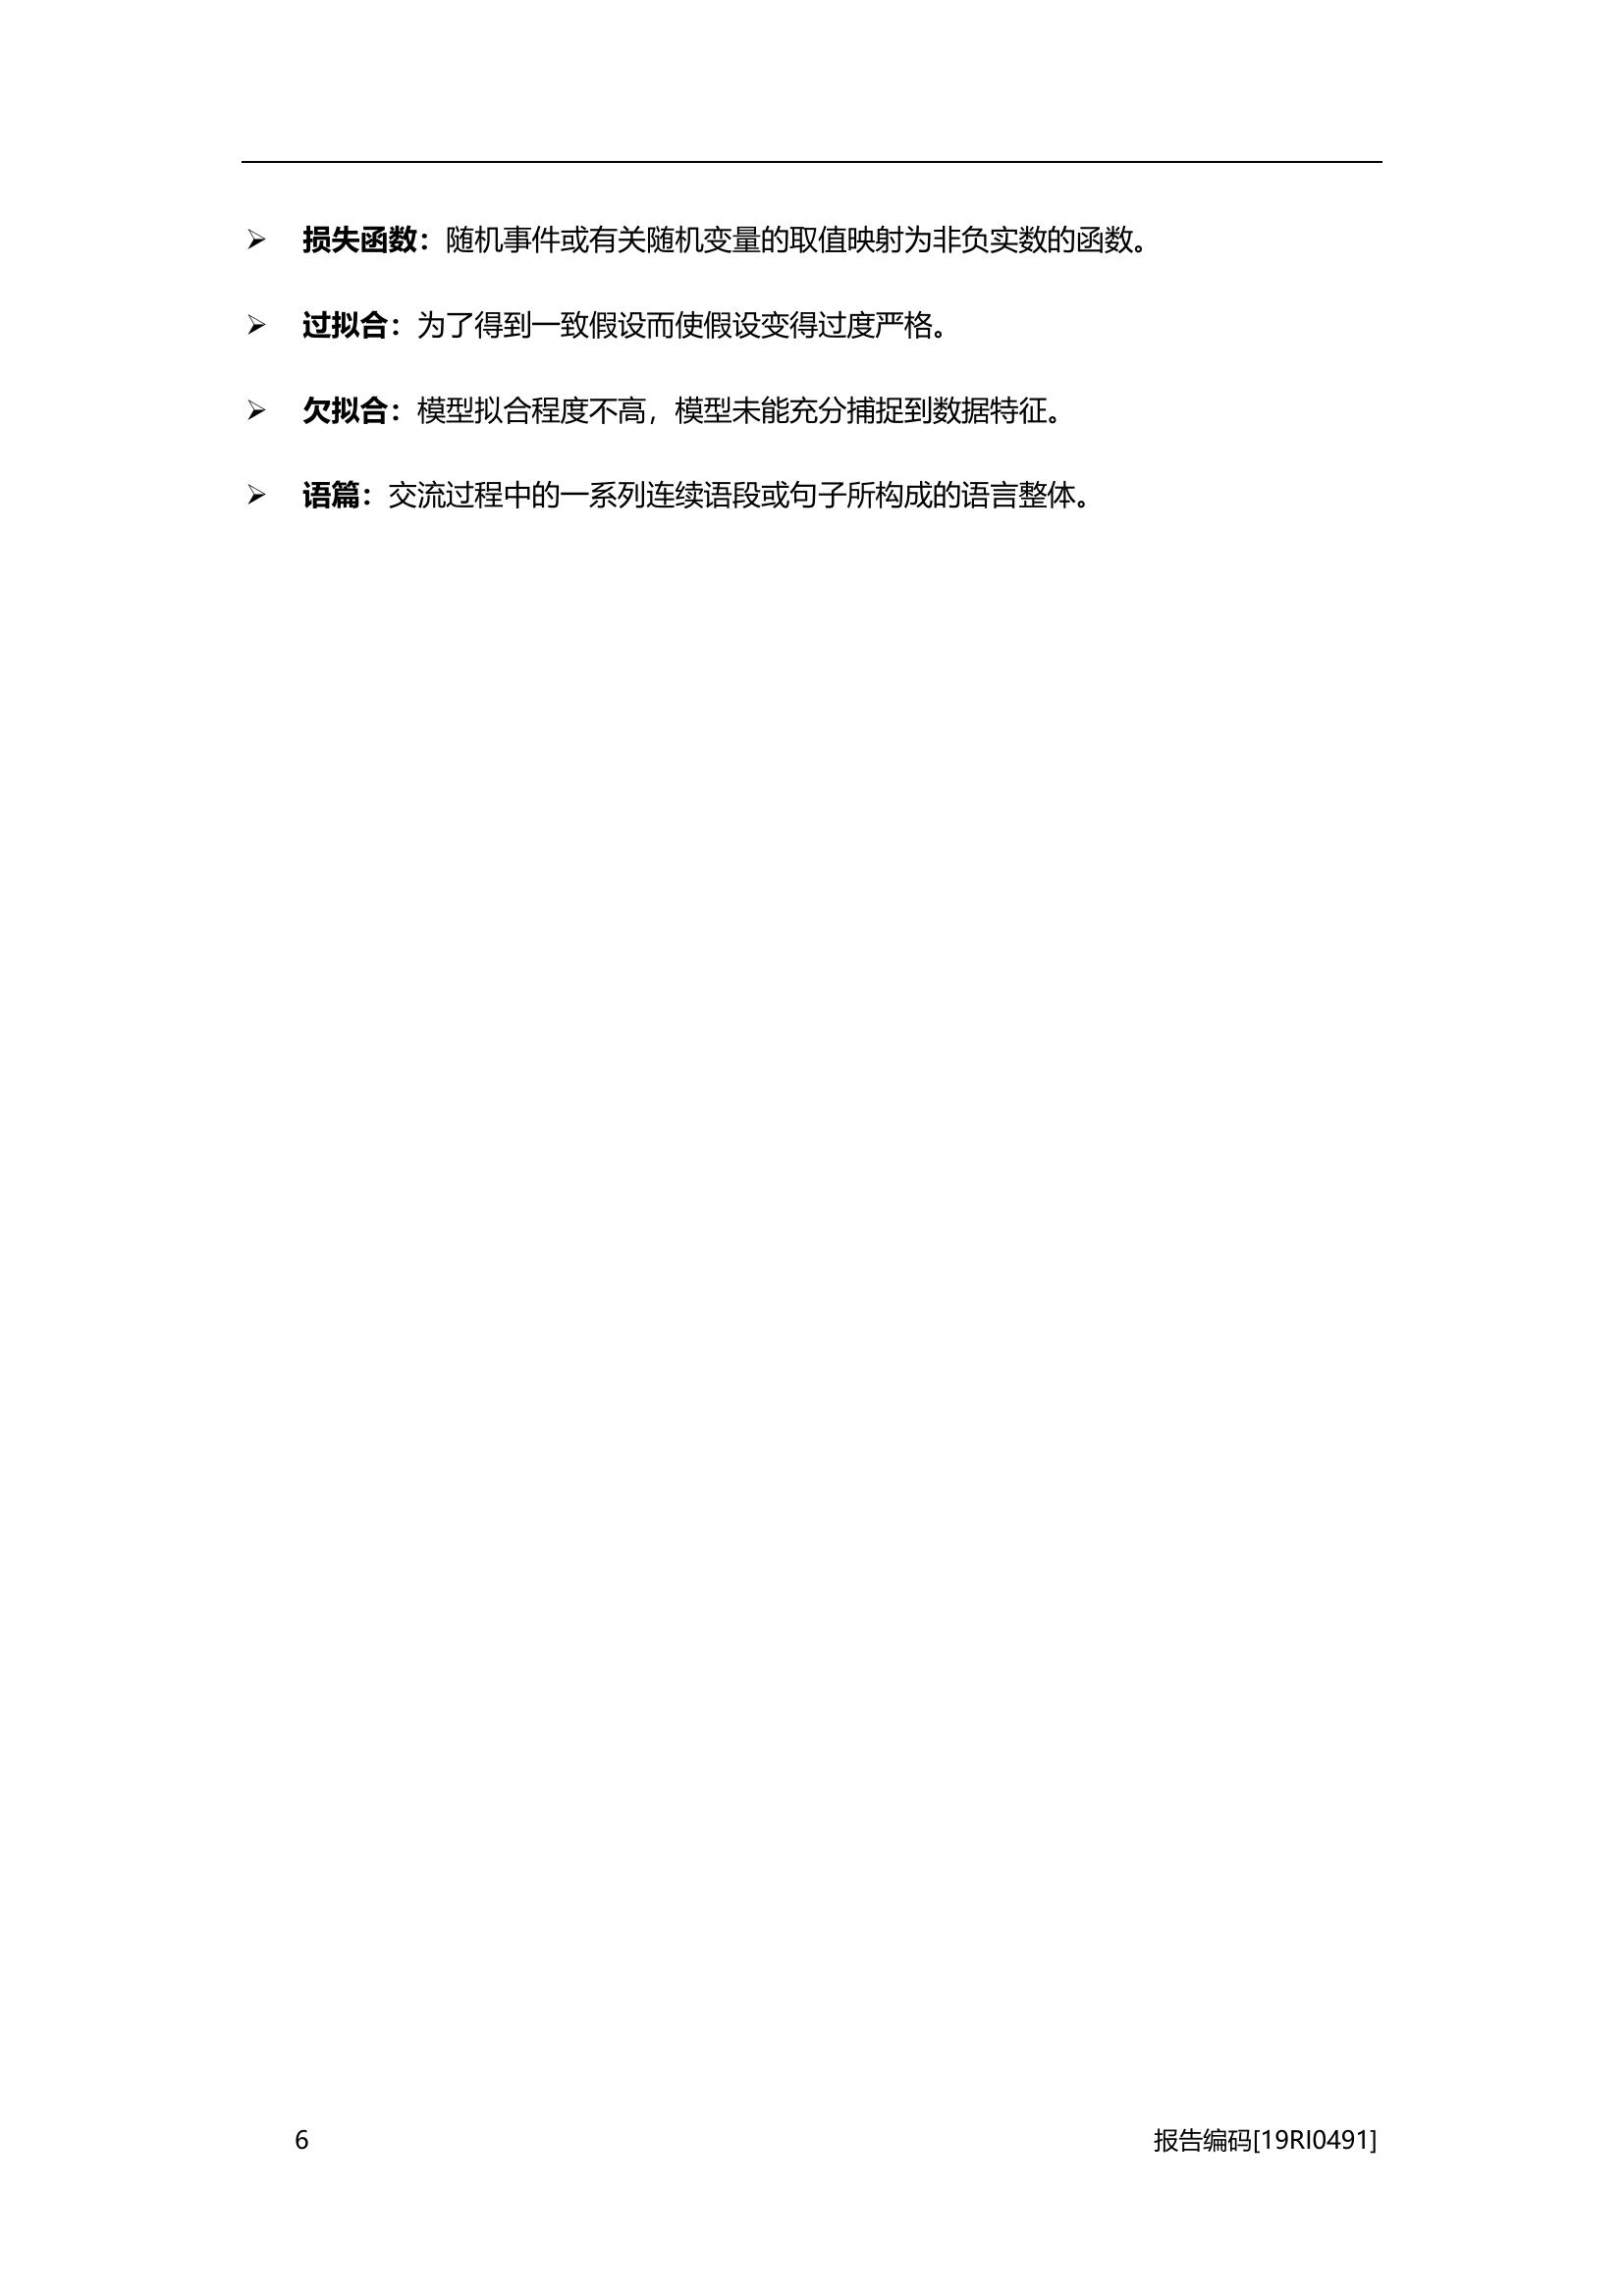 ➢ 损失函数：随机事件或有关随机变量的取值映射为非负实数的函数。
➢ 过拟合：为了得到一致假设而使假设变得过度严格。
➢ 欠拟合：模型拟合程度不高，模型未能充分捕捉到数据特征。
➢ 语篇：交流过程中的一系列连续语段或句子所构成的语言整体。
6 报告编码[19RI0491]